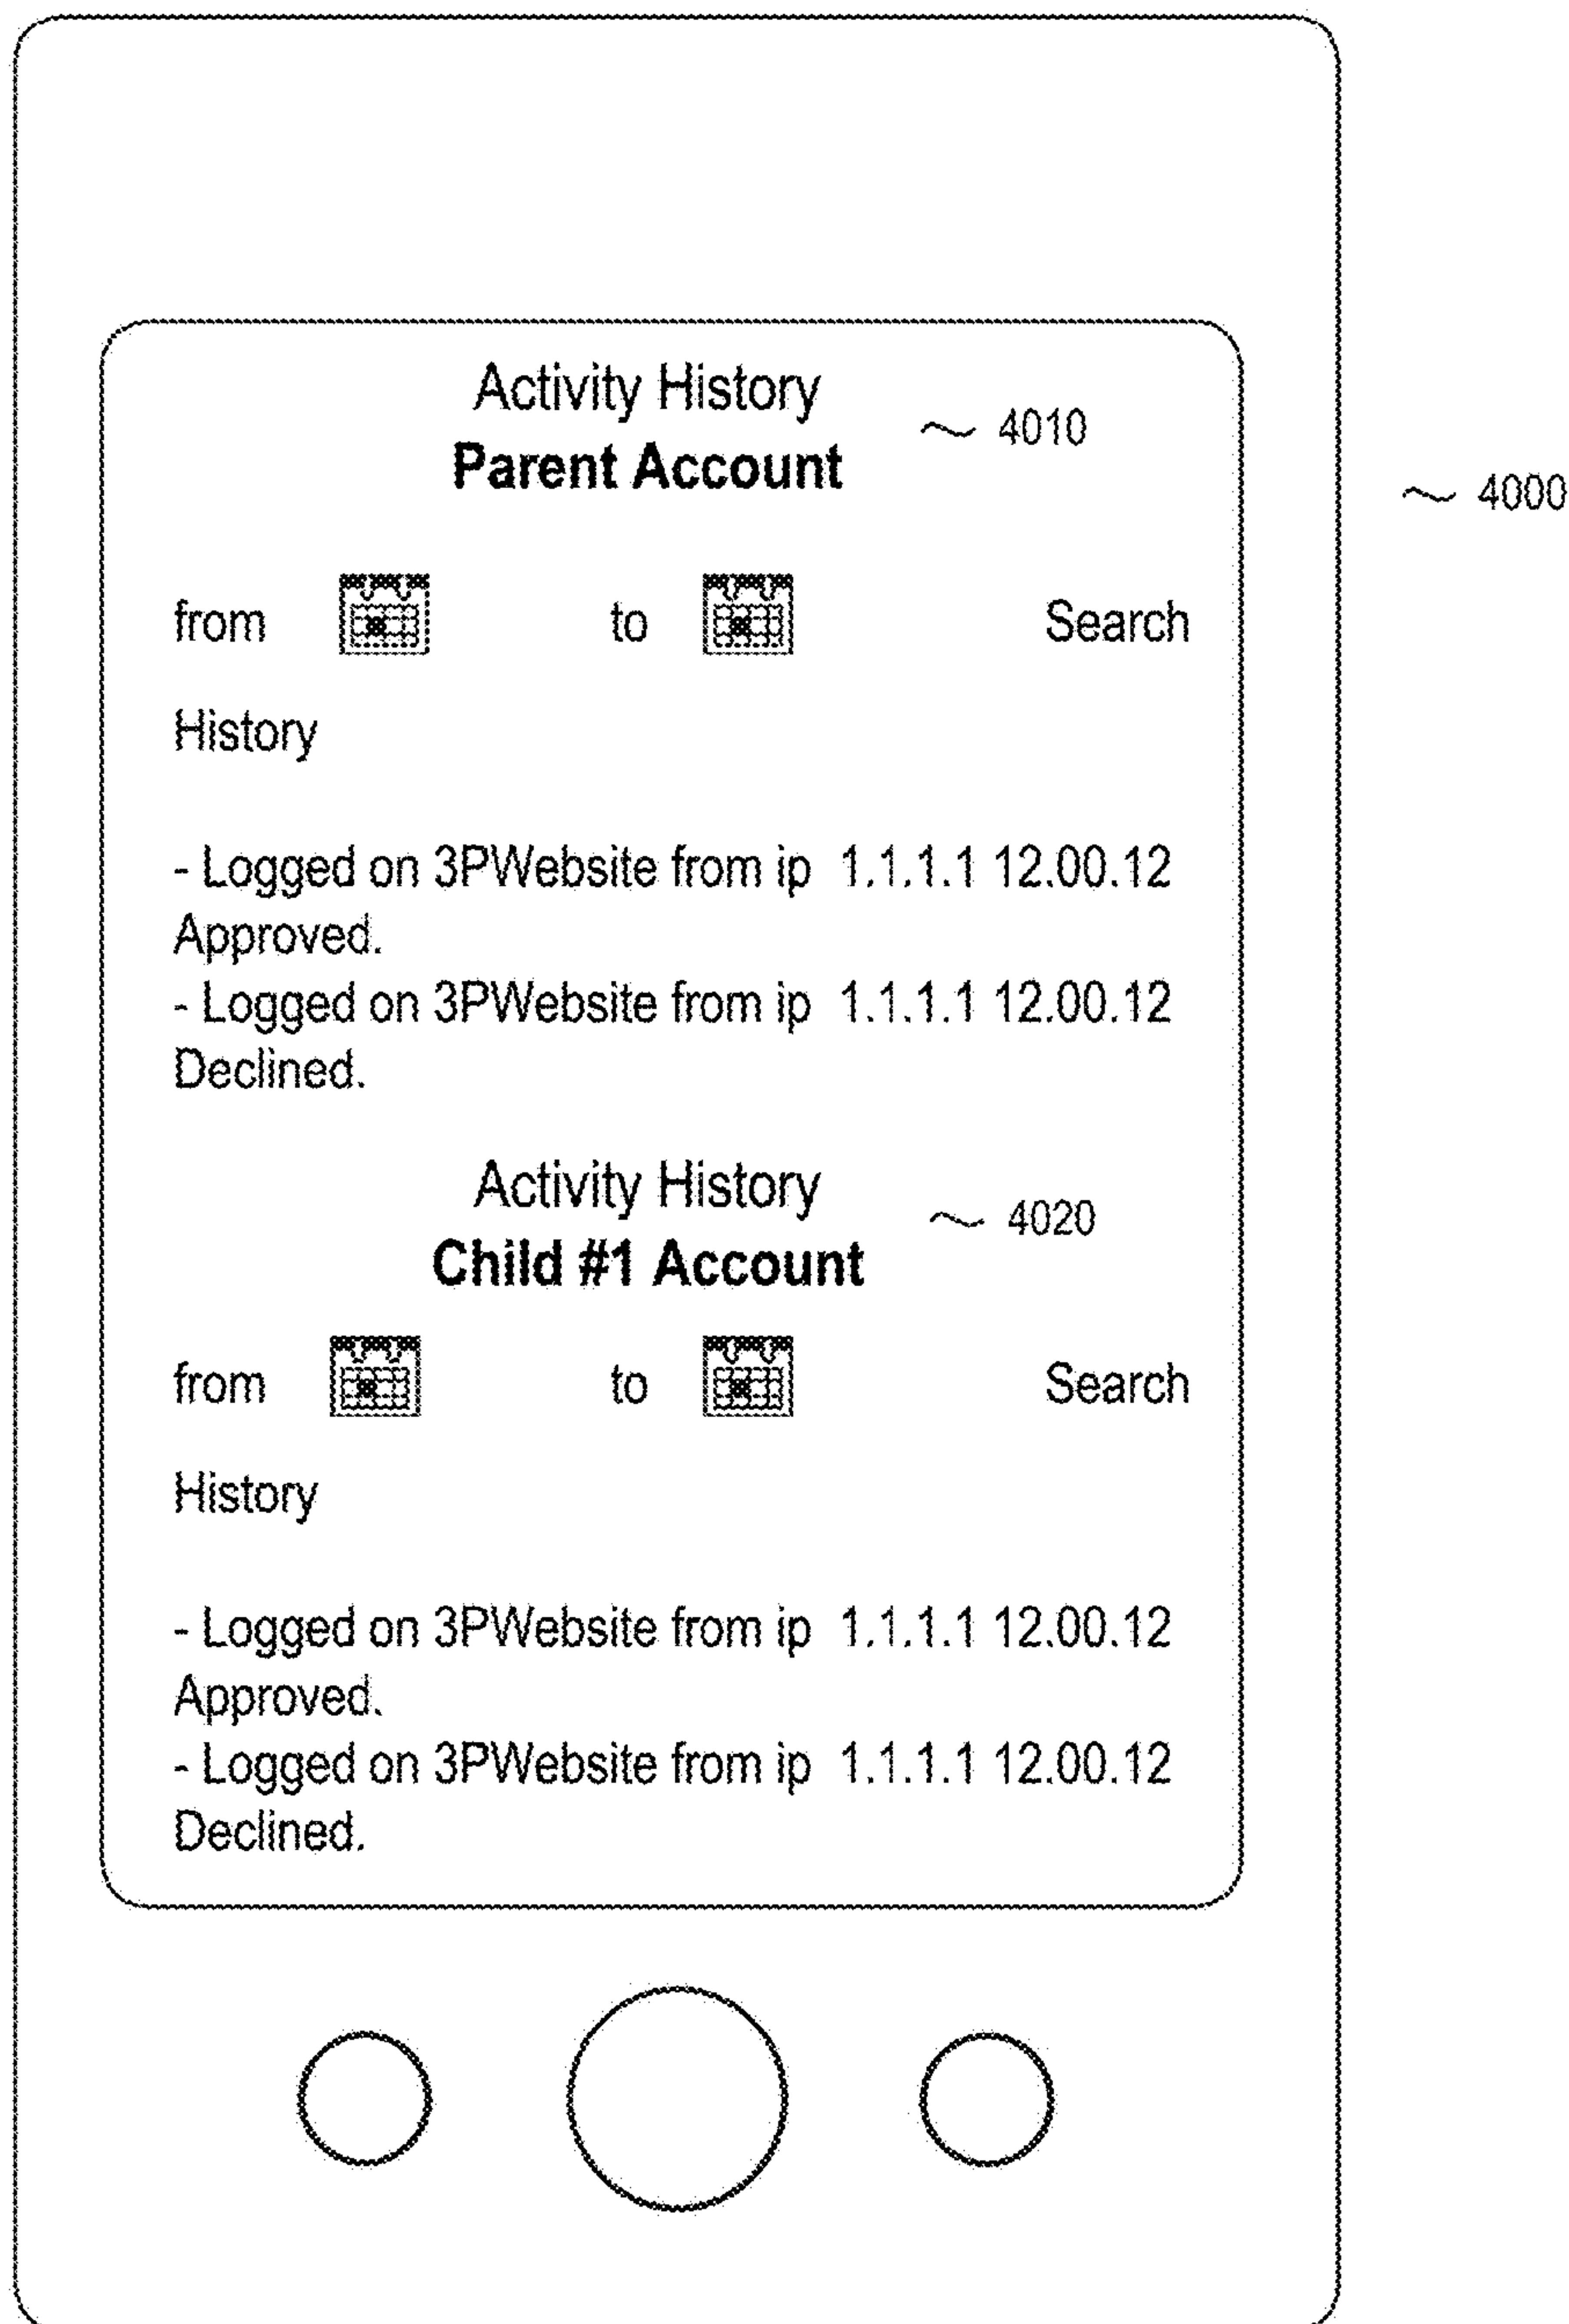 Activity History
~ 4010
Parent Account
~ 4000
from to Search
History
- Logged on 3PWebsite from ip 1.1.1.1 12.00.12
Approved.
- Logged on 3PWebsite from ip 1.1.1.1 12.00.12
Declined.
Activity History
~ 4020
Child #1 Account
from to Search
History
- Logged on 3PWebsite from ip 1.1.1.1 12.00.12
Approved.
- Logged on 3PWebsite from ip 1.1.1.1 12.00.12
Declined.